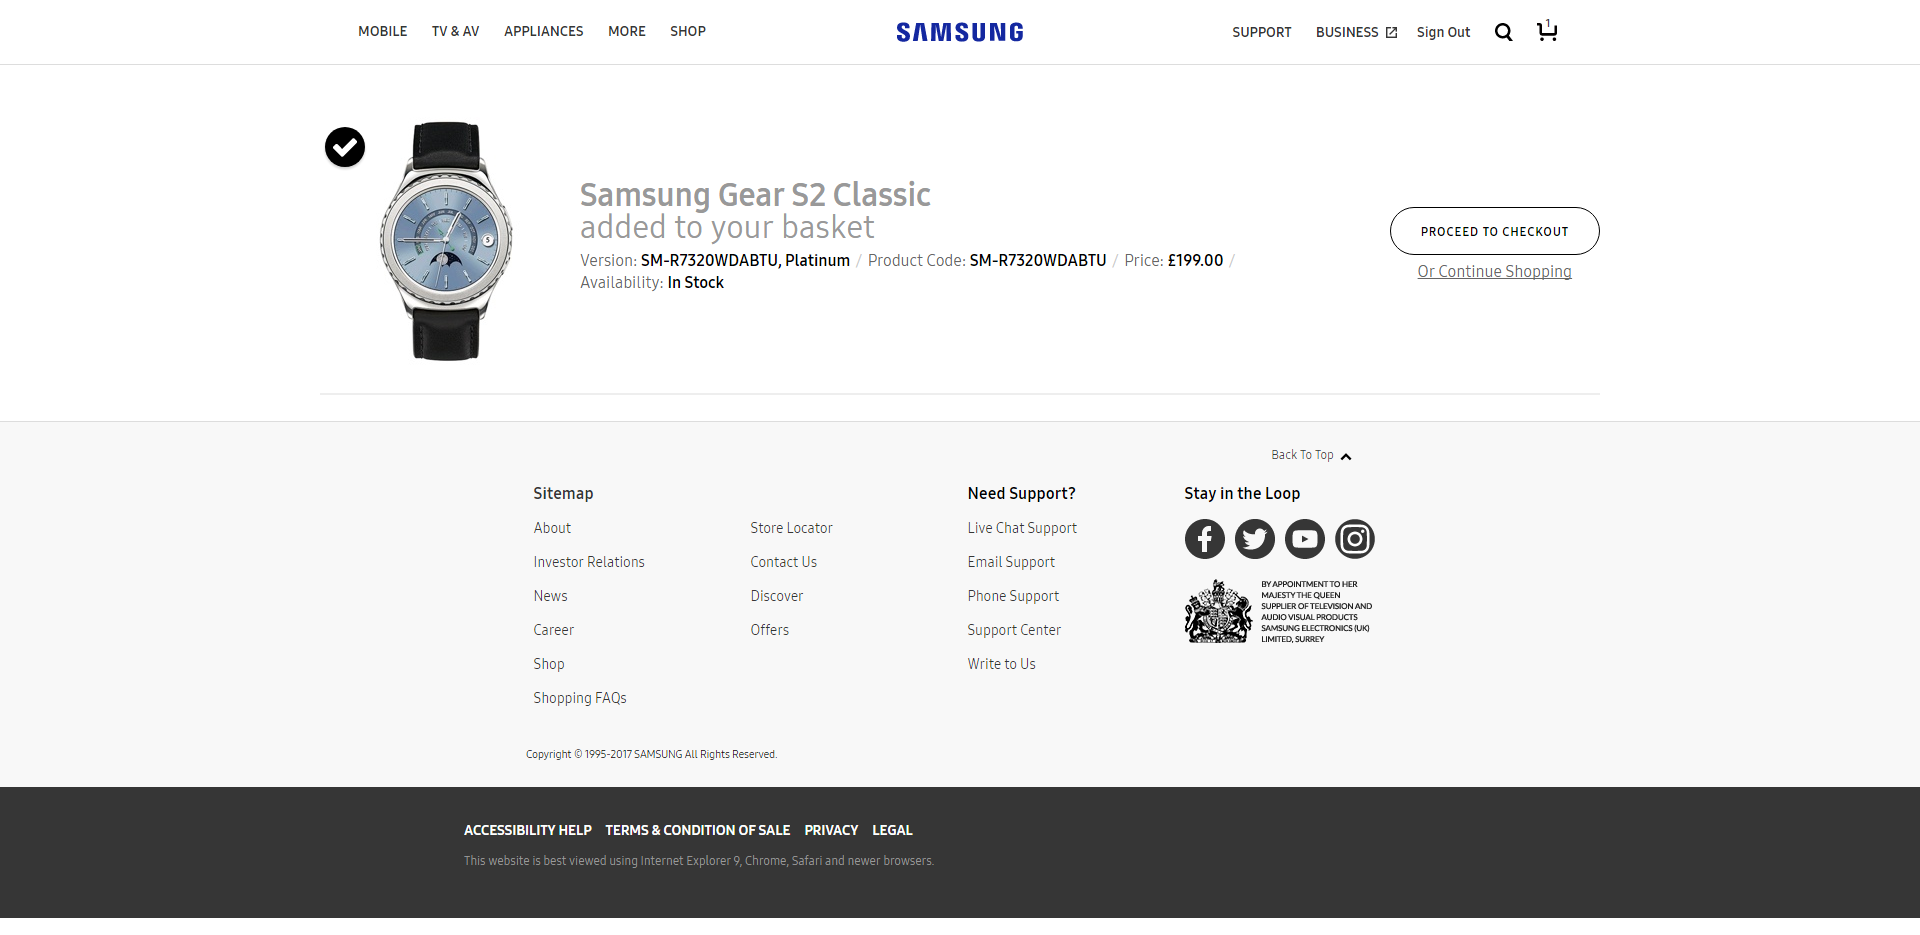 MOBILE TV & AV APPLIANCES MORE SHOP SAMSUNG SUPPORT BUSINESS Sign Out 1
Samsung Gear S2 Classic
added to your basket
Version: SM-R7320WDABTU, Platinum / Product Code: SM-R7320WDABTU / Price: £199.00 /
Availability: In Stock
5
PROCEED TO CHECKOUT
Or Continue Shopping
Back To Top
Sitemap
About
Investor Relations
News
Career
Shop
Shopping FAQs
Store Locator
Contact Us
Discover
Offers
Need Support?
Live Chat Support
Email Support
Phone Support
Support Center
Write to Us
Stay in the Loop
BY APPOINTMENT TO HER
MAJESTY THE QUEEN
SUPPLIER OF TELEVISION AND
AUDIO VISUAL PRODUCTS
SAMSUNG ELECTRONICS (UK)
LIMITED, SURREY
Copyright © 1995-2017 SAMSUNG All Rights Reserved.
ACCESSIBILITY HELP TERMS & CONDITION OF SALE PRIVACY LEGAL
This website is best viewed using Internet Explorer 9, Chrome, Safari and newer browsers.